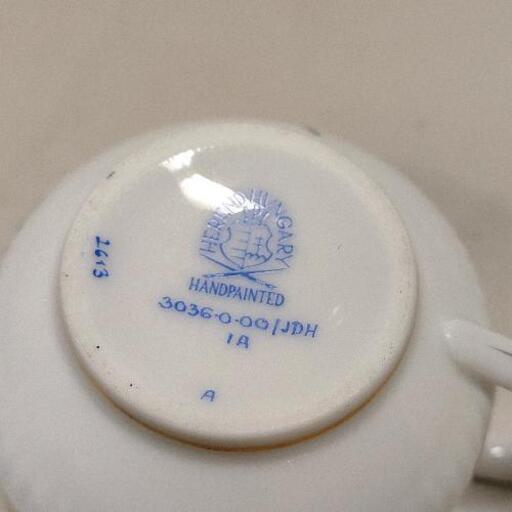 HEREND HUNGARY
HANDPAINTED
3036-0-00/JDH
1A
A
2613